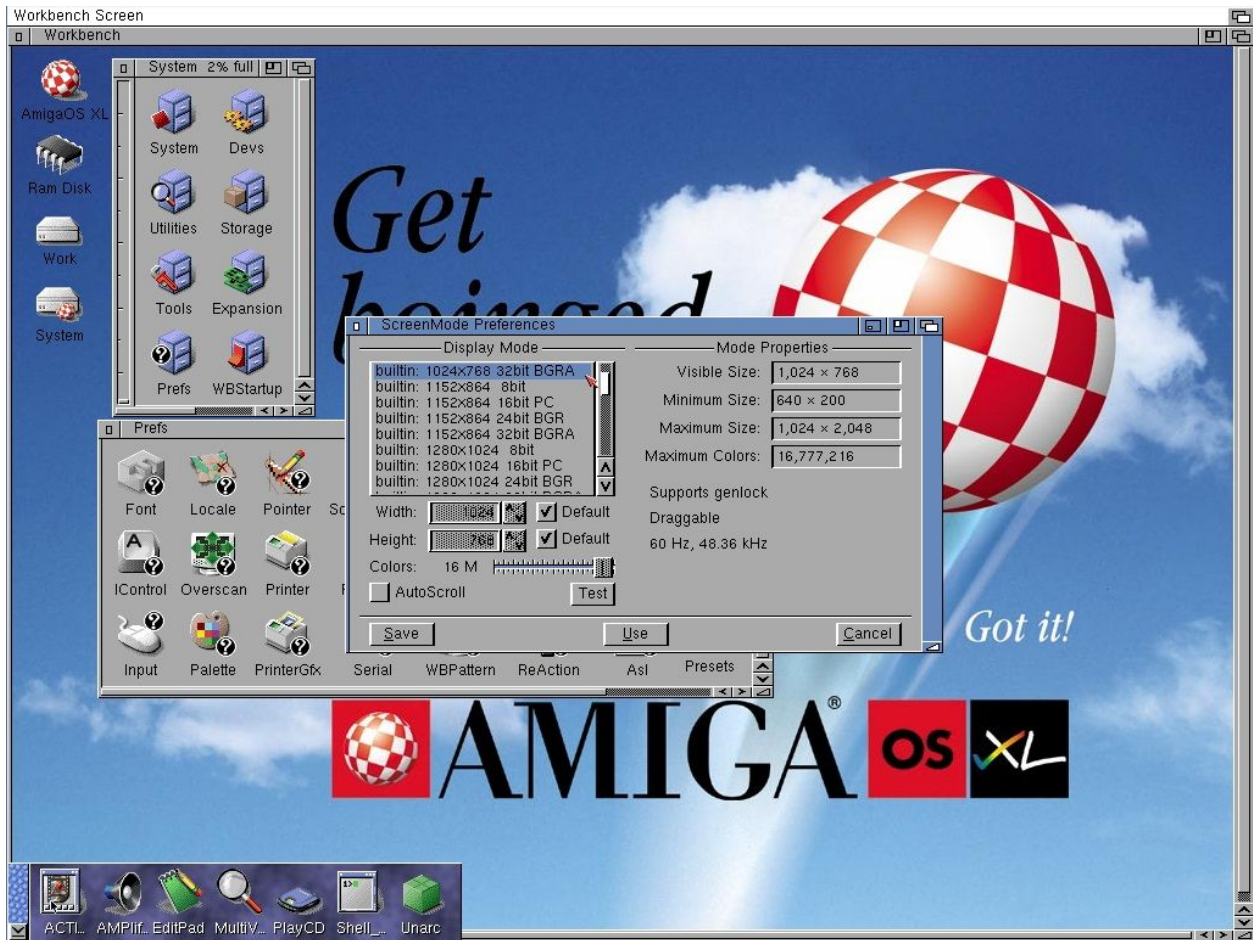 Workbench Screen
Workbench
AmigaOS XL
Ram Disk
Work
System
System 2% full
System Devs
Utilities Storage
Tools Expansion
Prefs WBStartup
Get
boinged
Prefs
Font Locale Pointer
IControl Overscan Printer
Input Palette PrinterGfx Serial WBPattern ReAction Asl Presets
ScreenMode Preferences
Display Mode
builtin: 1024x768 32bit BGRA
builtin: 1152x864 8bit
builtin: 1152x864 16bit PC
builtin: 1152x864 24bit BGR
builtin: 1152x864 32bit BGRA
builtin: 1280x1024 8bit
builtin: 1280x1024 16bit PC
builtin: 1280x1024 24bit BGR
Width: 1024 Default
Height: 768 Default
Colors: 16 M
AutoScroll Test
Mode Properties
Visible Size: 1,024 × 768
Minimum Size: 640 × 200
Maximum Size: 1,024 × 2,048
Maximum Colors: 16,777,216
Supports genlock
Draggable
60 Hz, 48.36 kHz
Save Use Cancel
Got it!
AMIGA® OS XL
ACTI... AMPlif... EditPad MultiV... PlayCD Shell_... Unarc